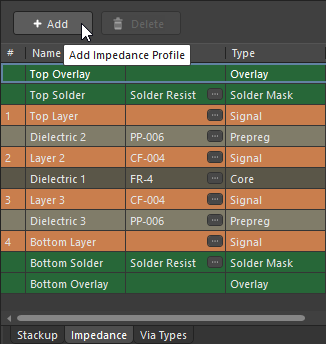 + Add Delete
Add Impedance Profile
# Name Type
Top Overlay Overlay
Top Solder Solder Resist ... Solder Mask
1 Top Layer Signal
Dielectric 2 PP-006 ... Prepreg
2 Layer 2 CF-004 ... Signal
Dielectric 1 FR-4 ... Core
3 Layer 3 CF-004 ... Signal
Dielectric 3 PP-006 ... Prepreg
4 Bottom Layer ... Signal
Bottom Solder Solder Resist ... Solder Mask
Bottom Overlay Overlay
Stackup Impedance Via Types